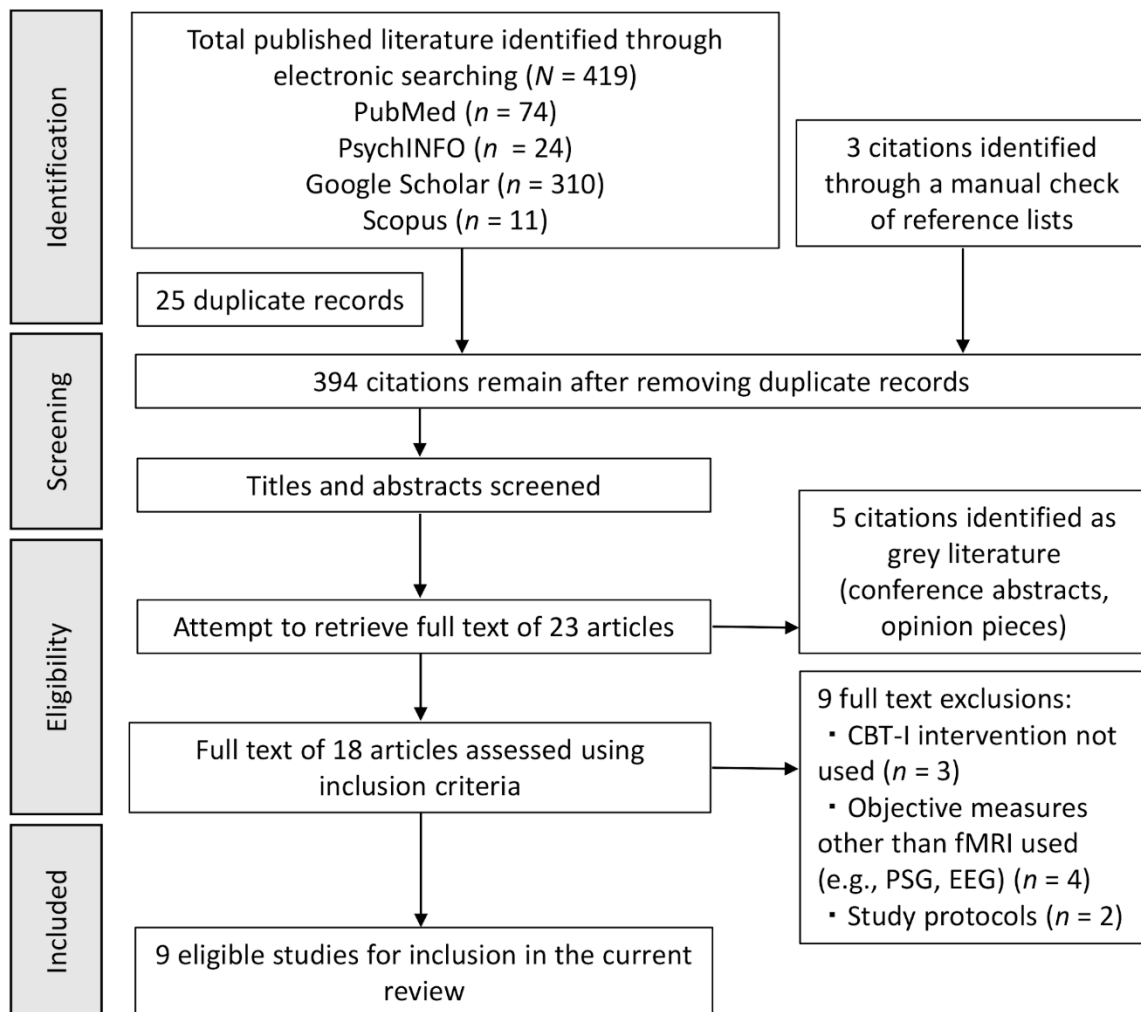 Identification
Total published literature identified through
electronic searching (N = 419)
PubMed (n = 74)
PsychINFO (n  = 24)
Google Scholar (n = 310)
Scopus (n = 11)
3 citations identified
through a manual check
of reference lists
25 duplicate records
Screening
394 citations remain after removing duplicate records
Titles and abstracts screened
Eligibility
5 citations identified as
grey literature
(conference abstracts,
opinion pieces)
Attempt to retrieve full text of 23 articles
Full text of 18 articles assessed using
inclusion criteria
9 full text exclusions:
・CBT-I intervention not
used (n = 3)
・Objective measures
other than fMRI used
(e.g., PSG, EEG) (n = 4)
・Study protocols (n = 2)
Included
9 eligible studies for inclusion in the current
review